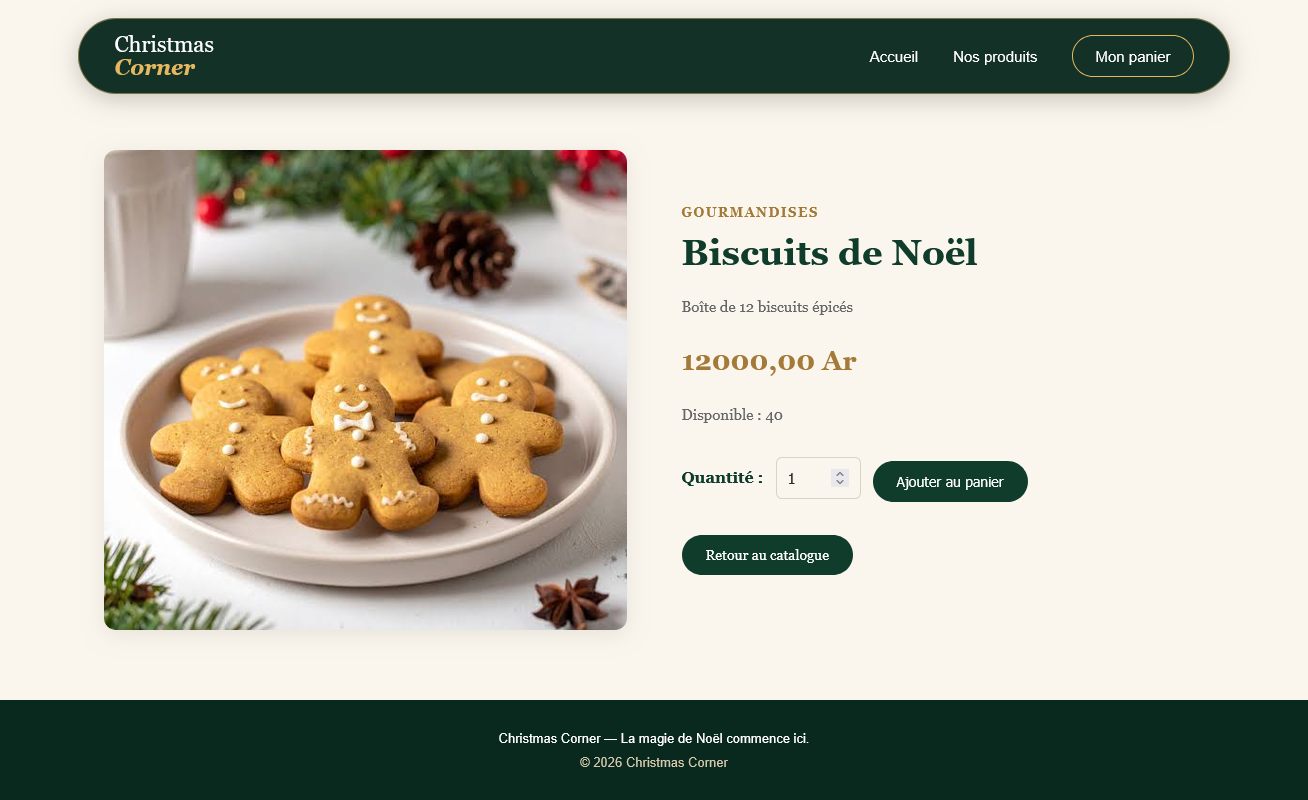 Christmas
Corner
Accueil
Nos produits
Mon panier
GOURMANDISES
Biscuits de Noël
Boîte de 12 biscuits épicés
12000,00 Ar
Disponible : 40
Quantité : 1 Ajouter au panier
Retour au catalogue
Christmas Corner — La magie de Noël commence ici.
© 2026 Christmas Corner